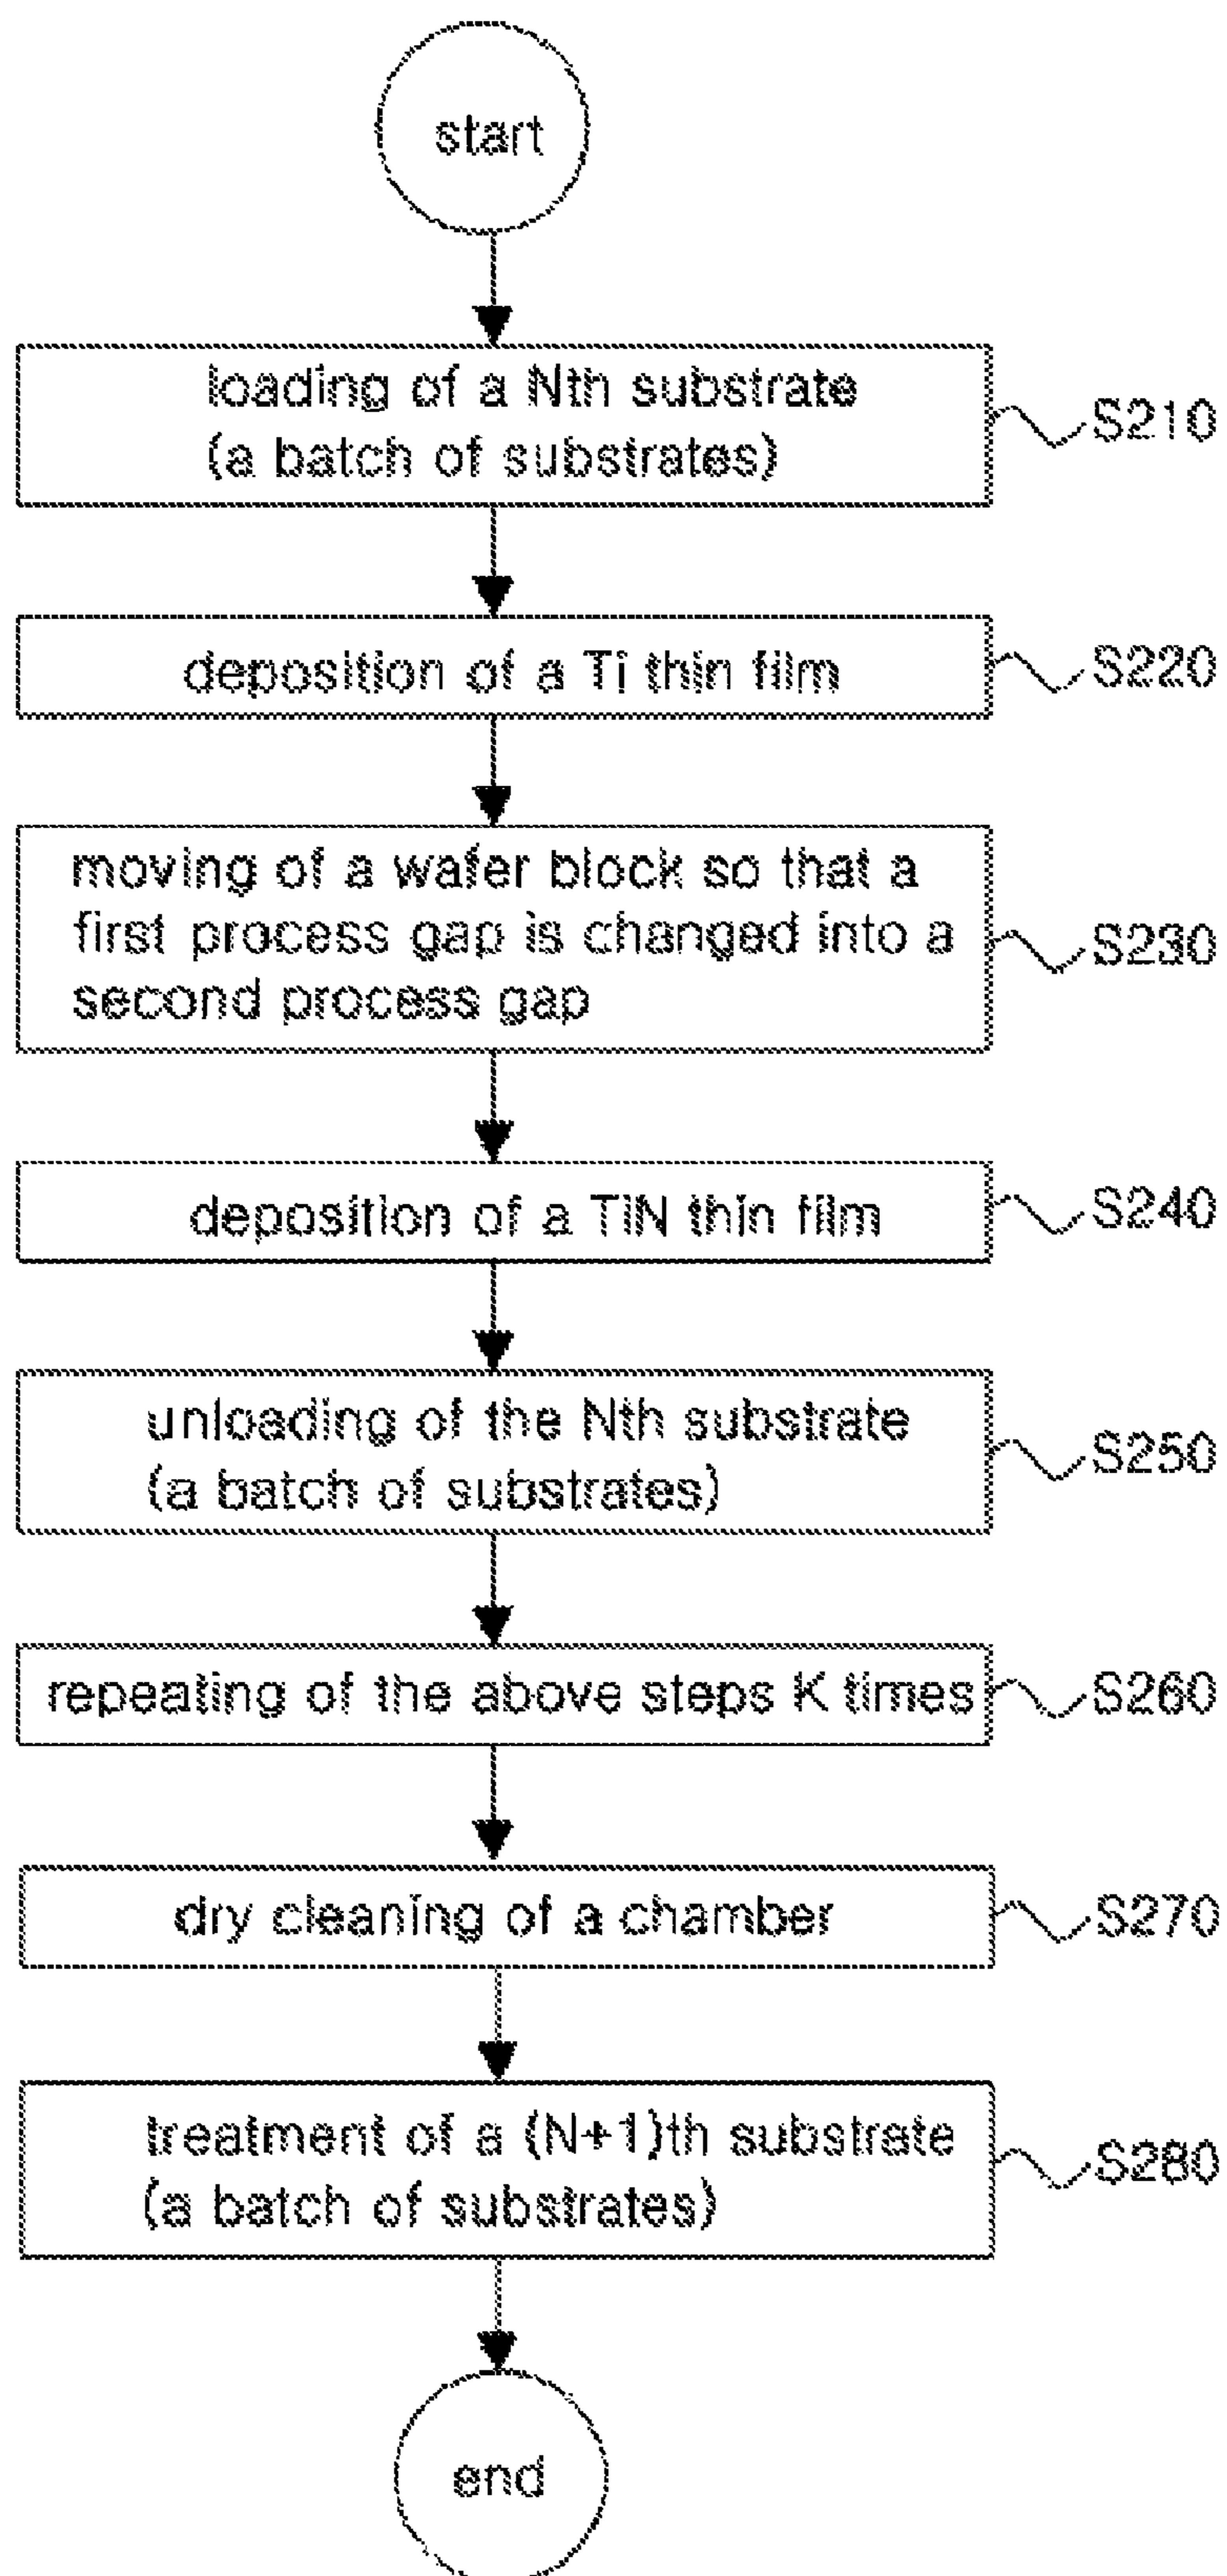 start
loading of a Nth substrate
(a batch of substrates)
S210
deposition of a Ti thin film
S220
moving of a wafer block so that a
first process gap is changed into a
second process gap
S230
deposition of a TiN thin film
S240
unloading of the Nth substrate
(a batch of substrates)
S250
repeating of the above steps K times
S260
dry cleaning of a chamber
S270
treatment of a (N+1)th substrate
(a batch of substrates)
S280
end